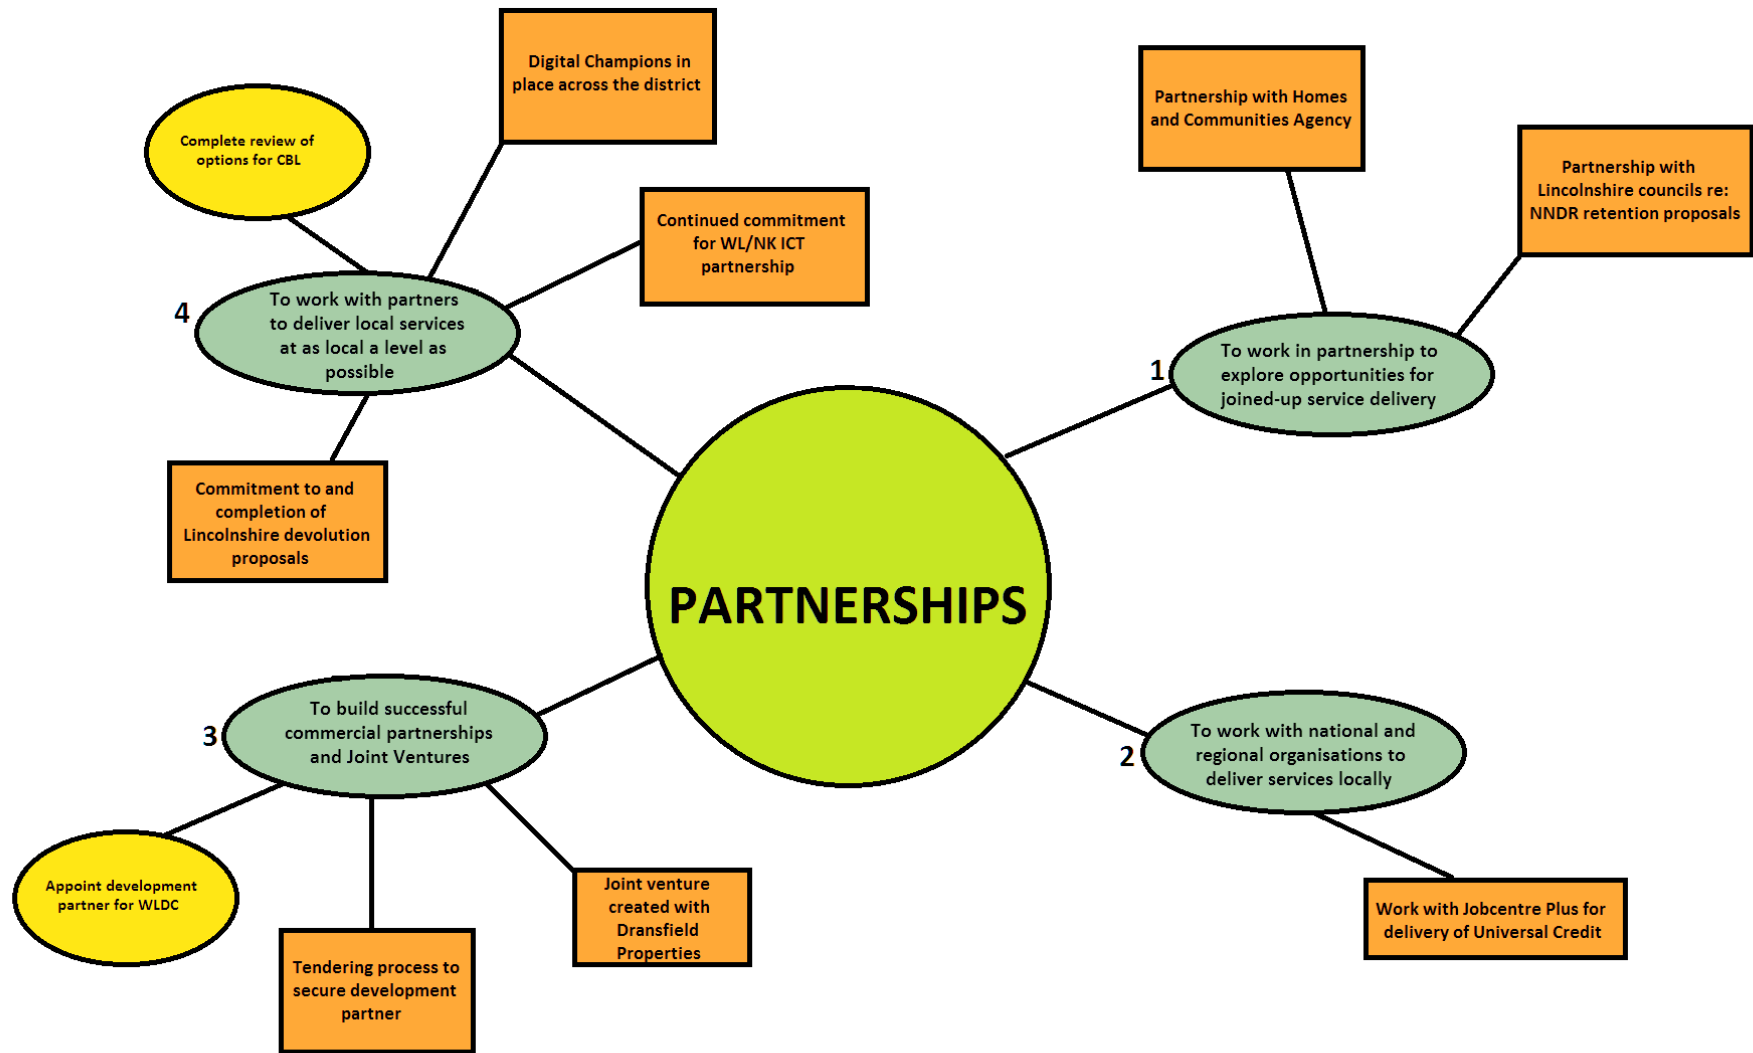 Digital Champions in
place across the district
Complete review of
options for CBL
Continued commitment
for WL/NK ICT
partnership
4
To work with partners
to deliver local services
at as local a level as
possible
Commitment to and
completion of
Lincolnshire devolution
proposals
Partnership with Homes
and Communities Agency
Partnership with
Lincolnshire councils re:
NNDR retention proposals
1
To work in partnership to
explore opportunities for
joined-up service delivery
PARTNERSHIPS
3
To build successful
commercial partnerships
and Joint Ventures
Appoint development
partner for WLDC
Tendering process to
secure development
partner
Joint venture
created with
Dransfield
Properties
2
To work with national and
regional organisations to
deliver services locally
Work with Jobcentre Plus for
delivery of Universal Credit